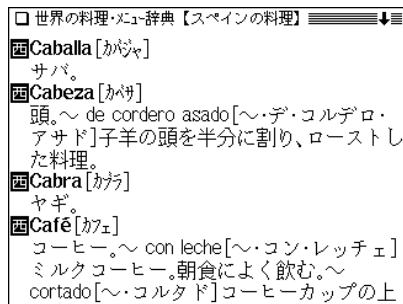 世界の料理・ﾒﾆｭｰ辞典【スペインの料理】
西Caballa[ｶﾊﾞｼﾞｬ]
サバ。
西Cabeza[ｶﾍﾞｻ]
頭。～ de cordero asado[～・デ・コルデロ・
アサド]子羊の頭を半分に割り、ローストし
た料理。
西Cabra[ｶﾌﾞﾗ]
ヤギ。
西Café[ｶﾌｪ]
コーヒー。～ con leche[～・コン・レッチェ]
ミルクコーヒー。朝食によく飲む。～
cortado[～・コルタド]コーヒーカップの上